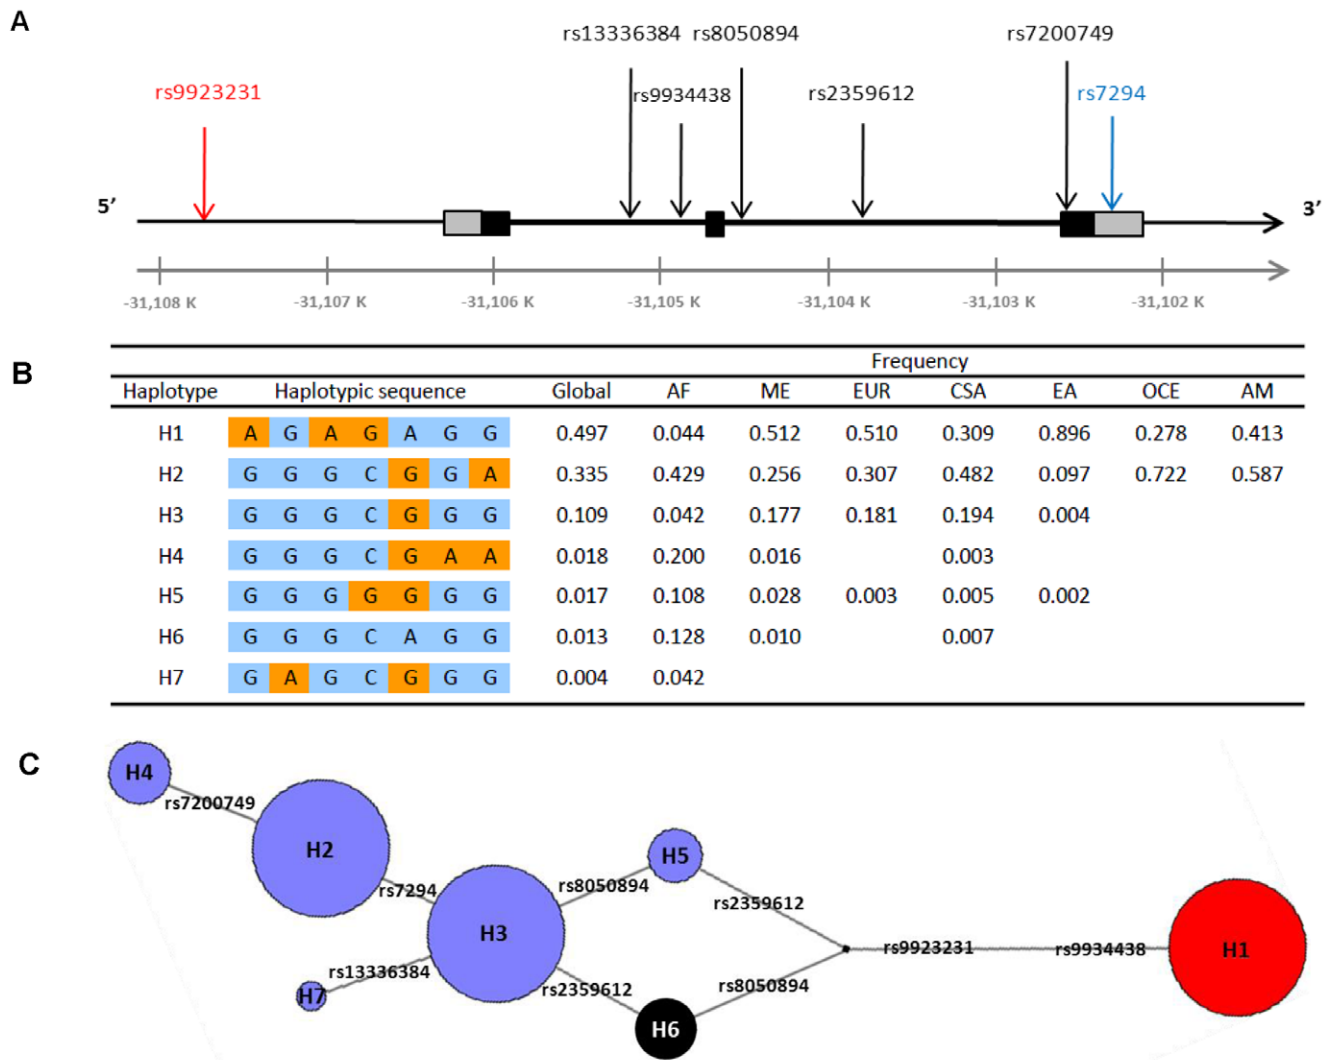 A
rs13336384 rs8050894
rs7200749
rs9923231
rs9934438
rs2359612
rs7294
5’
3’
-31,108 K -31,107 K -31,106 K -31,105 K -31,104 K -31,103 K -31,102 K
B
Frequency
Haplotype Haplotypic sequence Global AF ME EUR CSA EA OCE AM
H1 A G A G A G G 0.497 0.044 0.512 0.510 0.309 0.896 0.278 0.413
H2 G G G C G G A 0.335 0.429 0.256 0.307 0.482 0.097 0.722 0.587
H3 G G G C G G G 0.109 0.042 0.177 0.181 0.194 0.004
H4 G G G C G A A 0.018 0.200 0.016 0.003
H5 G G G G G G G 0.017 0.108 0.028 0.003 0.005 0.002
H6 G G G C A G G 0.013 0.128 0.010 0.007
H7 G A G C G G G 0.004 0.042
C
H4
rs7200749
H2
rs7294
H3
rs13336384
H7
rs8050894
H5
rs2359612
rs2359612
H6
rs8050894
rs9923231
rs9934438
H1